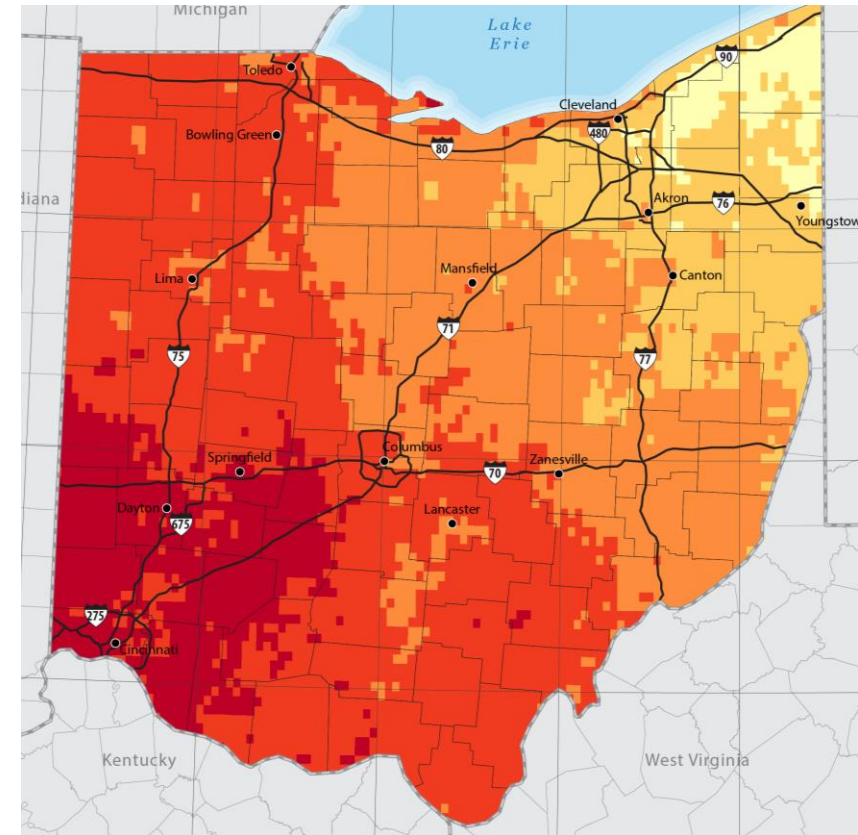 Michigan
Lake
Erie
90
Toledo
Cleveland
Bowling Green
480
80
diana
Akron
76
Youngstow
Lima
Mansfield
Canton
71
75
77
Springfield
Columbus
Zanesville
70
Dayton
675
Lancaster
275
Cincinnati
Kentucky
West Virginia